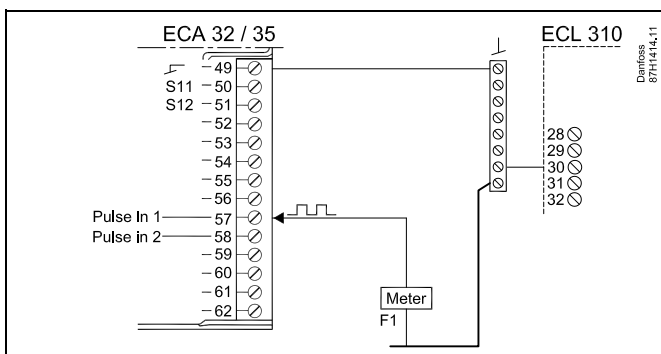 ECA 32 / 35
ECL 310
Danfoss
87H1414.11
49
S11 50
S12 51
52
53
54
55
56
Pulse In 1 57
Pulse in 2 58
59
60
61
62
28
29
30
31
32
Meter
F1